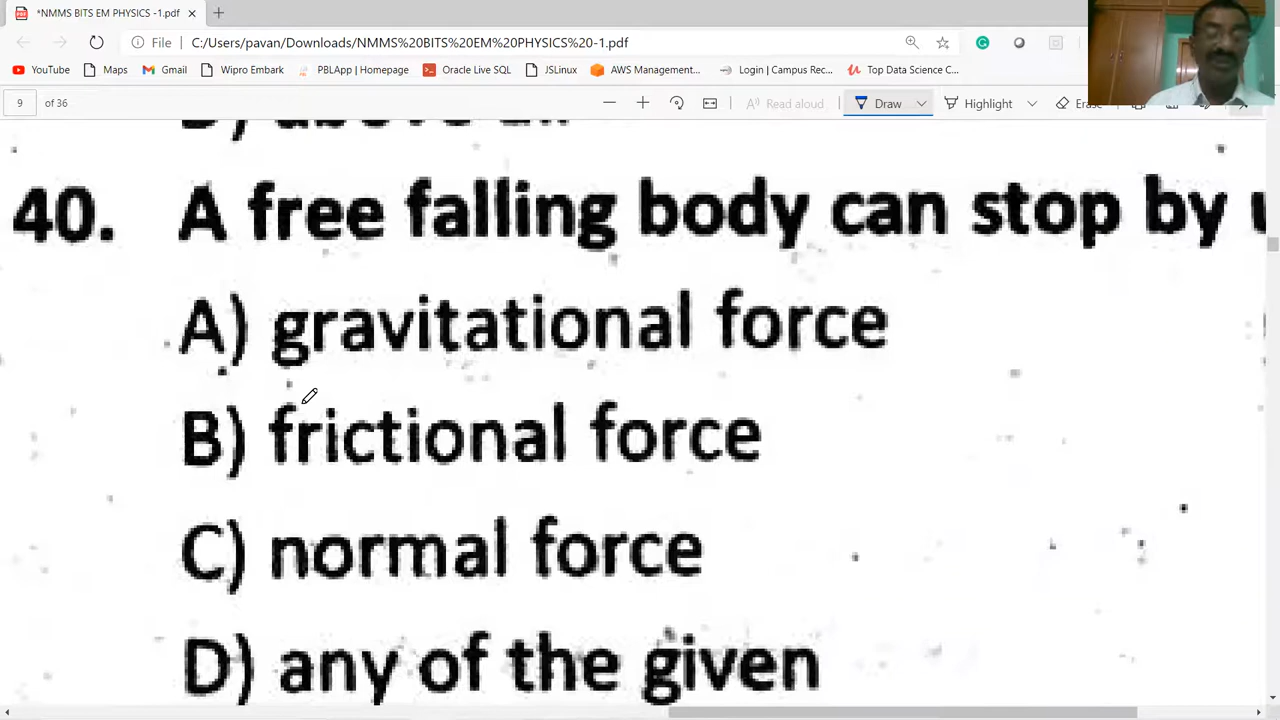 *NMMS BITS EM PHYSICS -1.pdf
File C:/Users/pavan/Downloads/NMMS%20BITS%20EM%20PHYSICS%20-1.pdf
YouTube Maps Gmail Wipro Embark PBLApp | Homepage Oracle Live SQL JSLinux AWS Management... Login | Campus Rec... Top Data Science C...
9 of 36 Read aloud Draw Highlight Erase
40. A free falling body can stop by
A) gravitational force
B) frictional force
C) normal force
D) any of the given